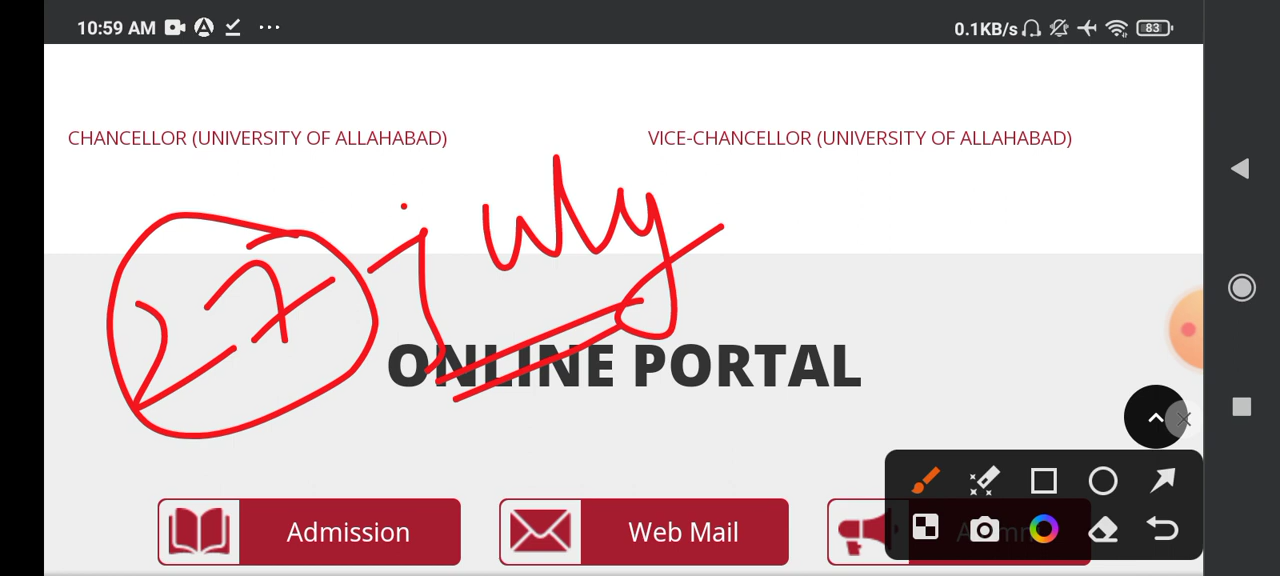 10:59 AM ... 0.1KB/s 83
CHANCELLOR (UNIVERSITY OF ALLAHABAD) VICE-CHANCELLOR (UNIVERSITY OF ALLAHABAD)
27 july
ONLINE PORTAL
Admission Web Mail